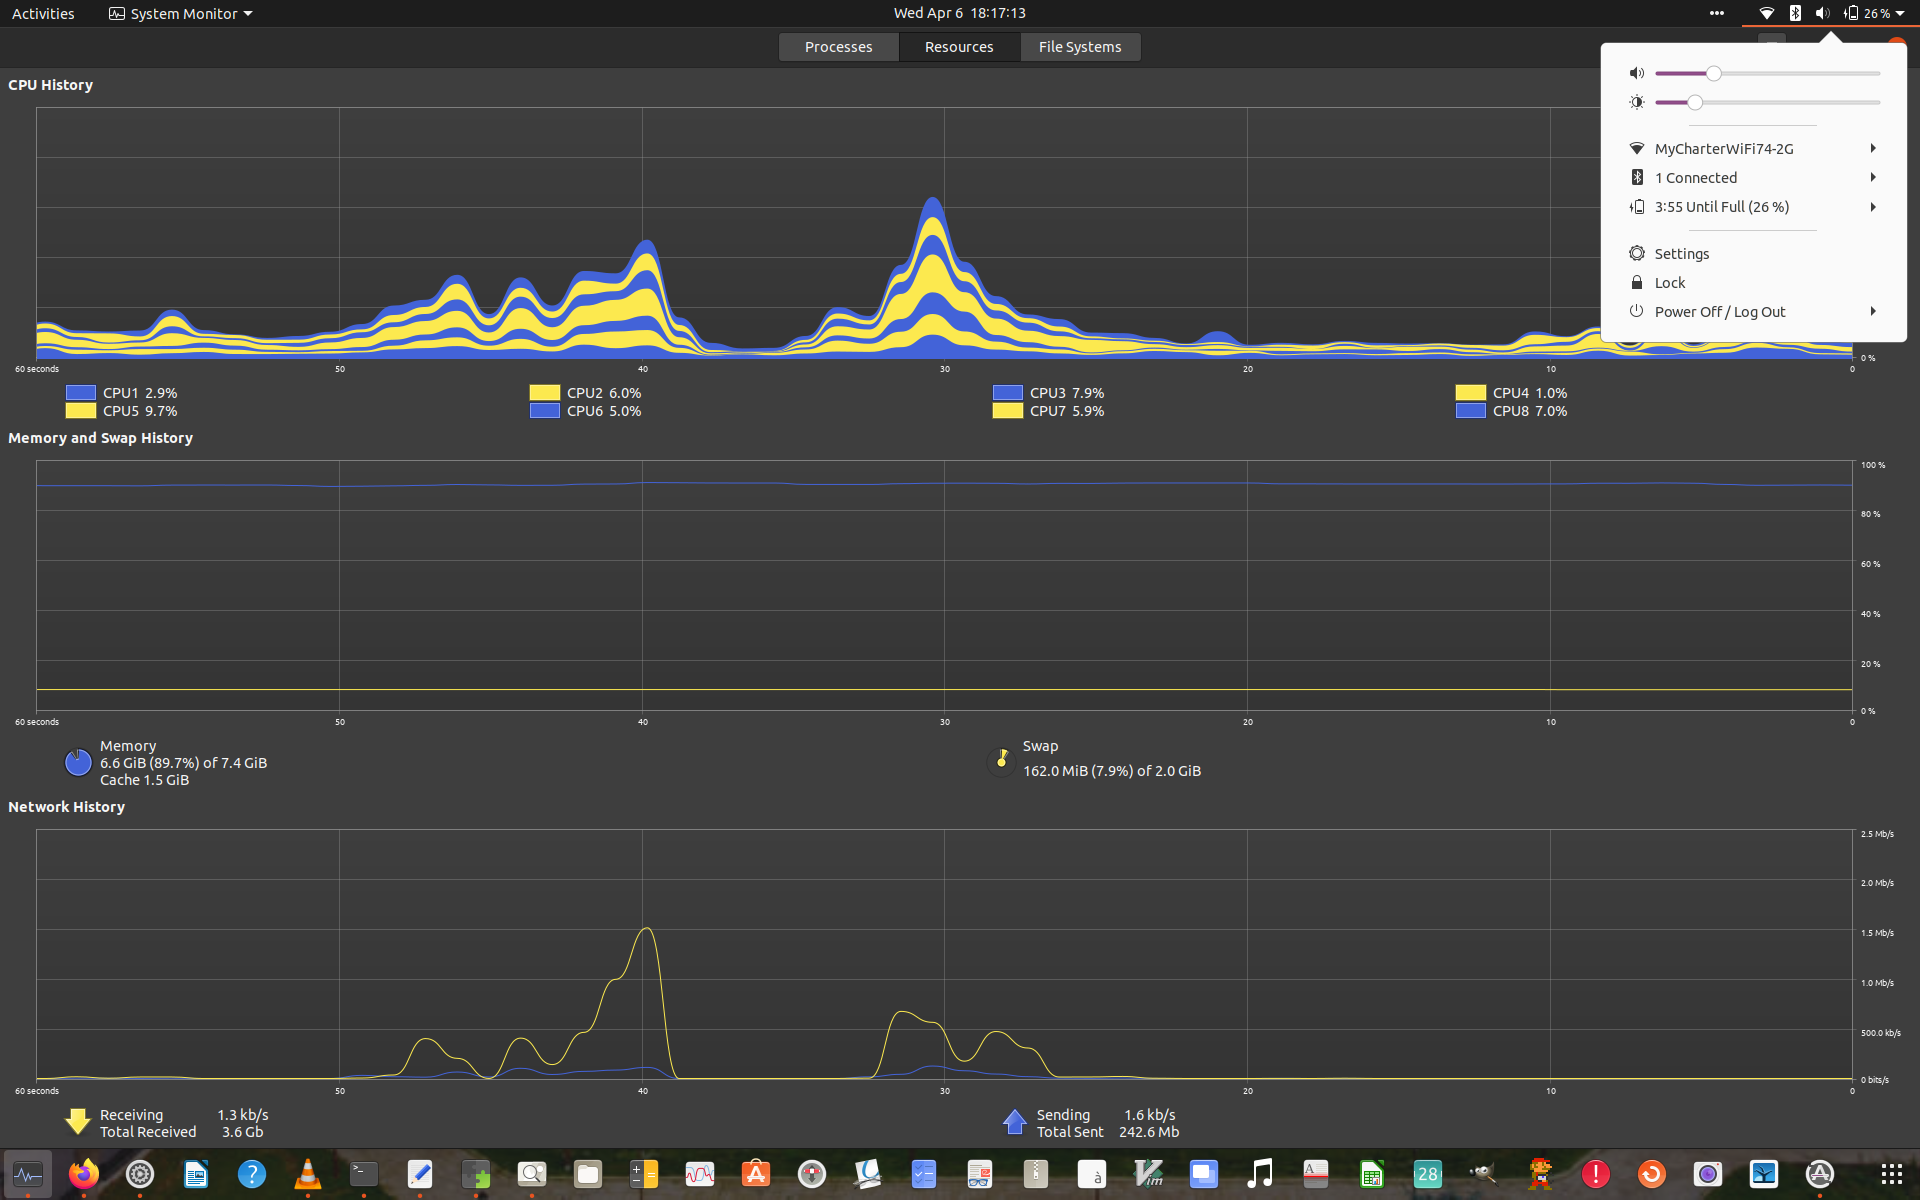 Activities
System Monitor
Wed Apr 6 18:17:13
26 %
Processes
Resources
File Systems
CPU History
MyCharterWiFi74-2G
1 Connected
3:55 Until Full (26 %)
Settings
Lock
Power Off / Log Out
0 %
60 seconds 50 40 30 20 10 0
CPU1 2.9% CPU2 6.0% CPU3 7.9% CPU4 1.0%
CPU5 9.7% CPU6 5.0% CPU7 5.9% CPU8 7.0%
Memory and Swap History
100 %
80 %
60 %
40 %
20 %
0 %
60 seconds 50 40 30 20 10 0
Memory
6.6 GiB (89.7%) of 7.4 GiB
Cache 1.5 GiB
Swap
162.0 MiB (7.9%) of 2.0 GiB
Network History
2.5 Mb/s
2.0 Mb/s
1.5 Mb/s
1.0 Mb/s
500.0 kb/s
0 bits/s
60 seconds 50 40 30 20 10 0
Receiving 1.3 kb/s
Total Received 3.6 Gb
Sending 1.6 kb/s
Total Sent 242.6 Mb
?
>_
A
à
Vim
A
28
!